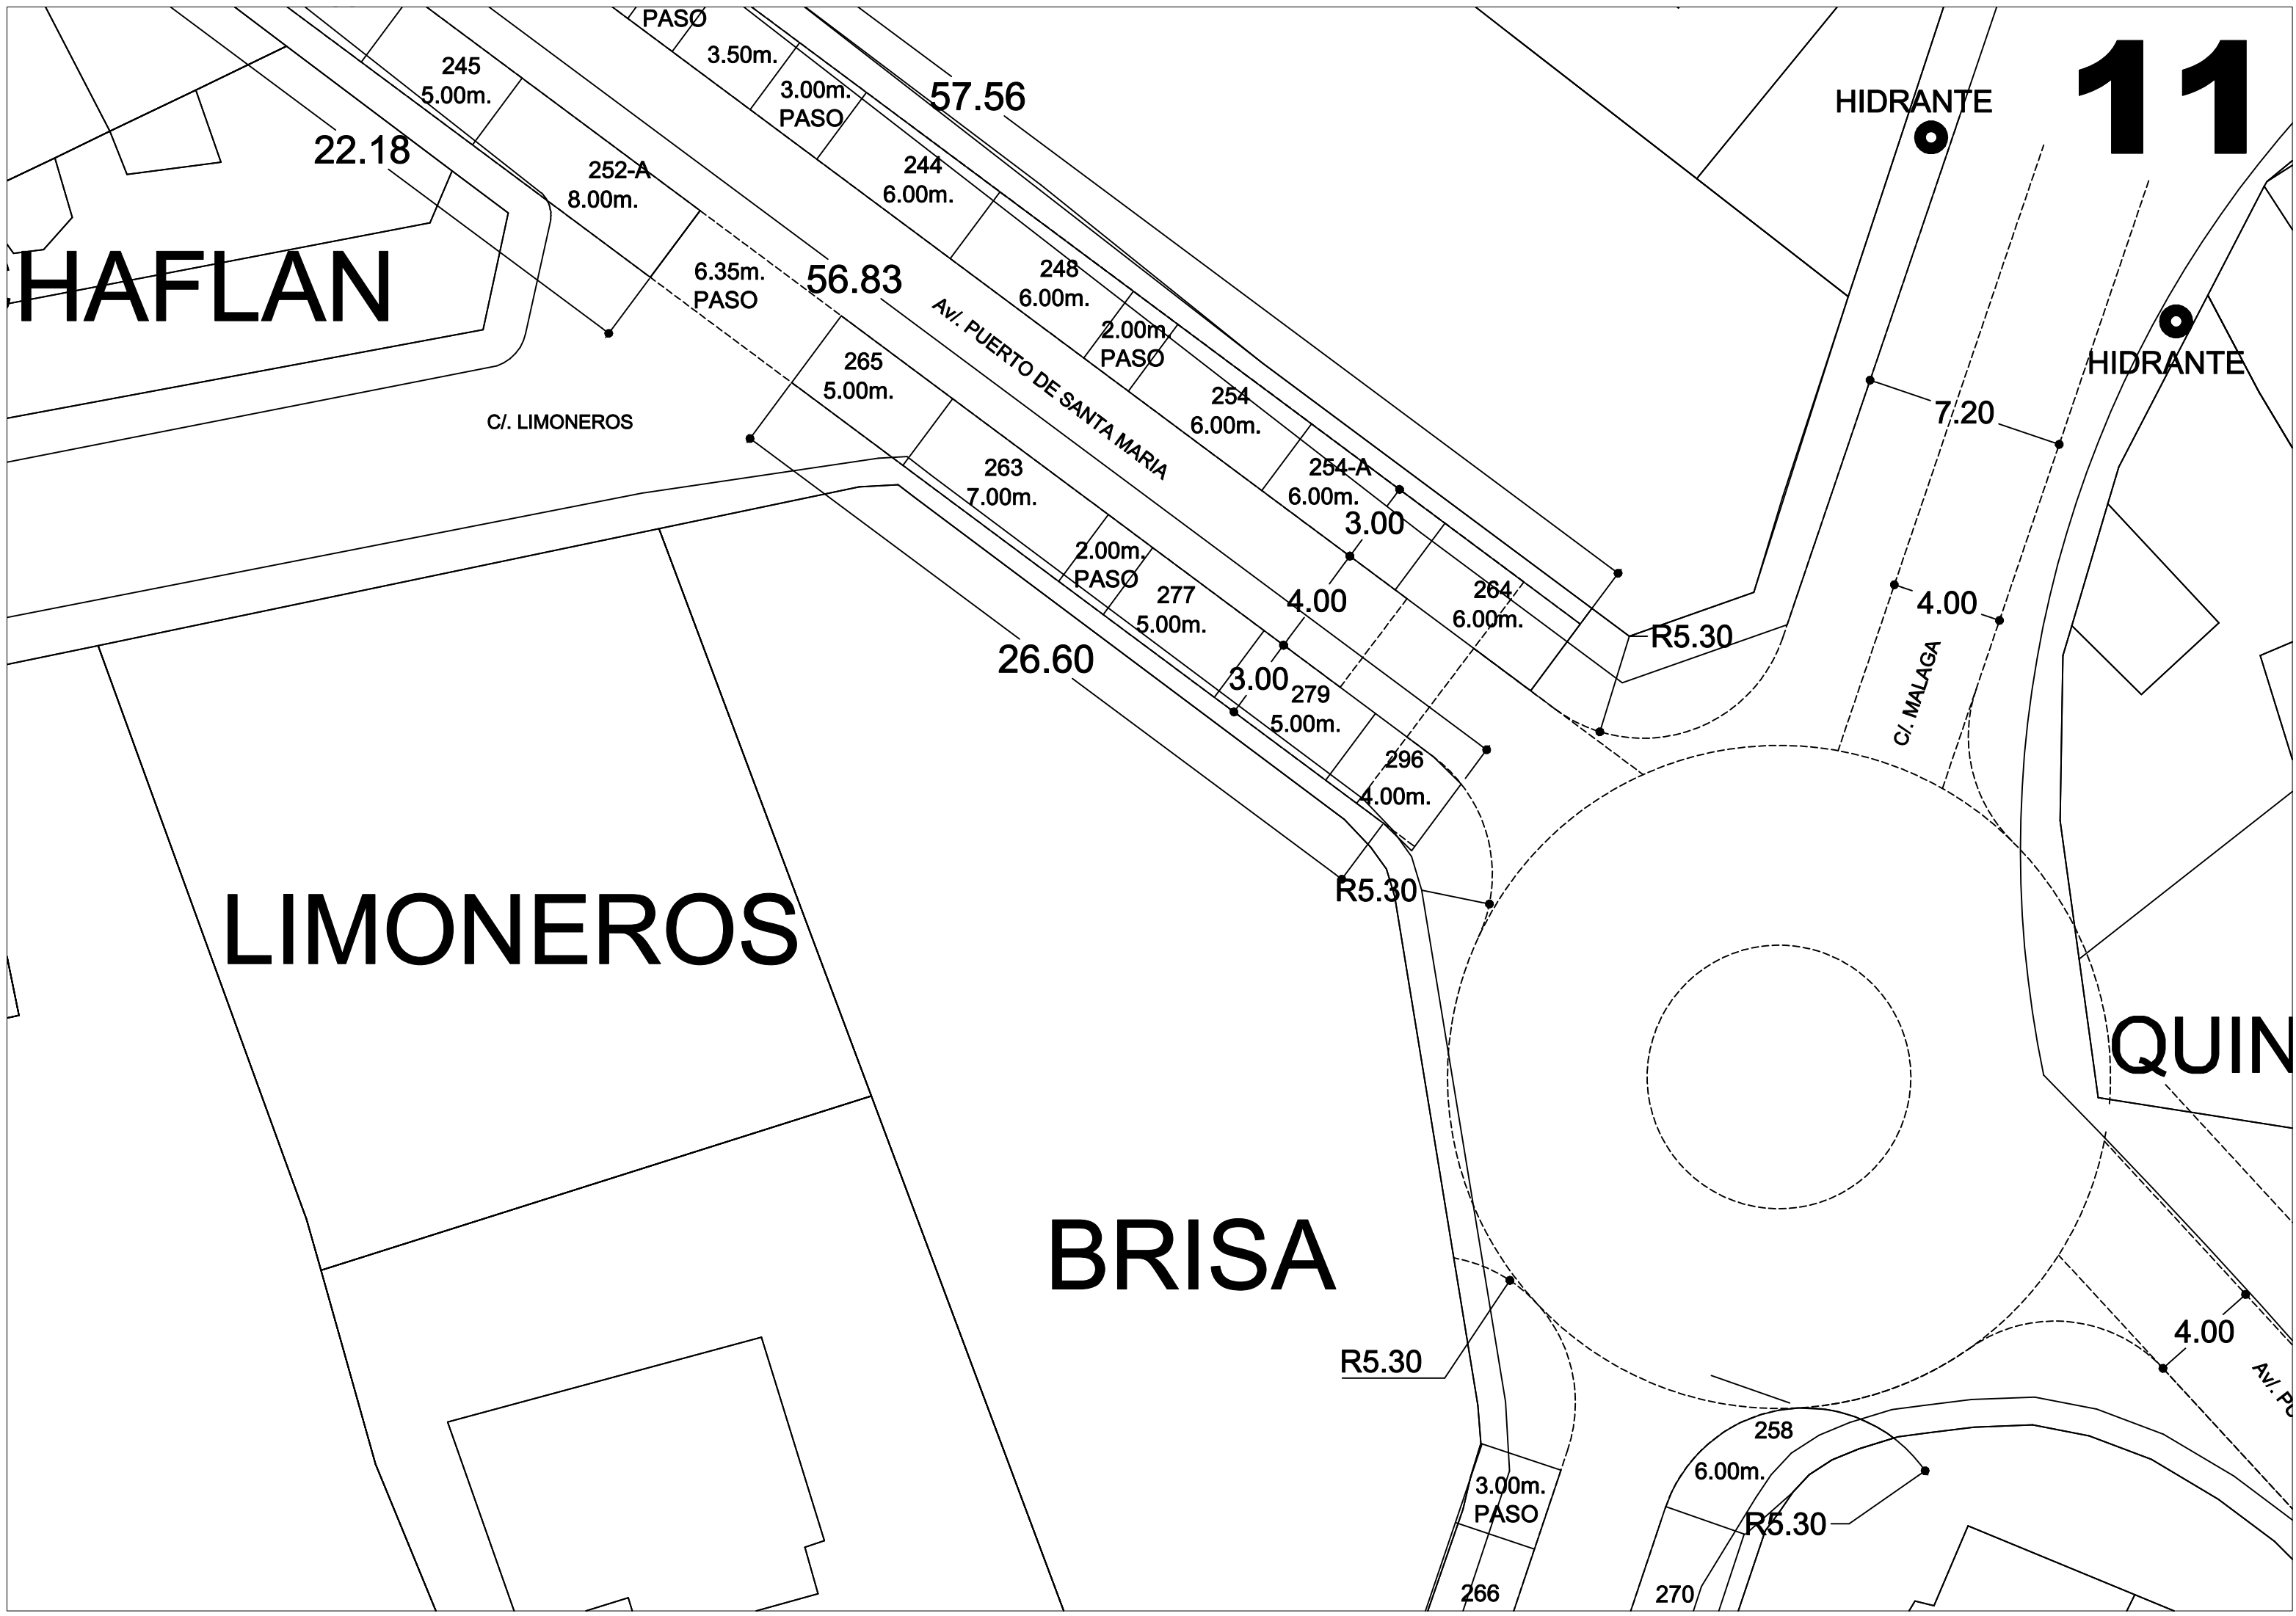 PASO
3.50m.
3.00m.
PASO
57.56
HIDRANTE
11
245
5.00m.
22.18
252-A
8.00m.
244
6.00m.
HAFLAN
6.35m.
PASO
56.83
248
6.00m.
2.00m.
PASO
Av/. PUERTO DE SANTA MARIA
HIDRANTE
265
5.00m.
C/. LIMONEROS
254
6.00m.
7.20
263
7.00m.
254-A
6.00m.
3.00
2.00m.
PASO
277
5.00m.
4.00
264
6.00m.
R5.30
4.00
C/. MALAGA
26.60
3.00
279
5.00m.
296
4.00m.
R5.30
LIMONEROS
QUIN
BRISA
R5.30
4.00
Av/. PU
258
6.00m.
3.00m.
PASO
R5.30
266
270